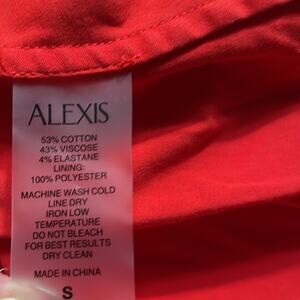 ALEXIS
53% COTTON
43% VISCOSE
4% ELASTANE
LINING:
100% POLYESTER
MACHINE WASH COLD
LINE DRY
IRON LOW
TEMPERATURE
DO NOT BLEACH
FOR BEST RESULTS
DRY CLEAN
MADE IN CHINA
S